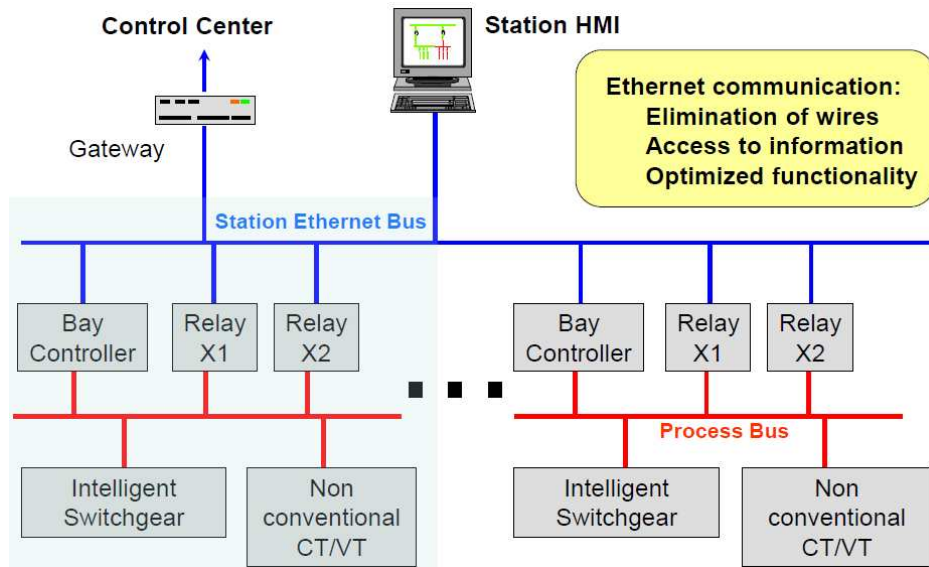 Control Center
Station HMI
Ethernet communication:
Elimination of wires
Access to information
Optimized functionality
Gateway
Station Ethernet Bus
Bay
Controller
Relay
X1
Relay
X2
Bay
Controller
Relay
X1
Relay
X2
Process Bus
Intelligent
Switchgear
Non
conventional
CT/VT
Intelligent
Switchgear
Non
conventional
CT/VT